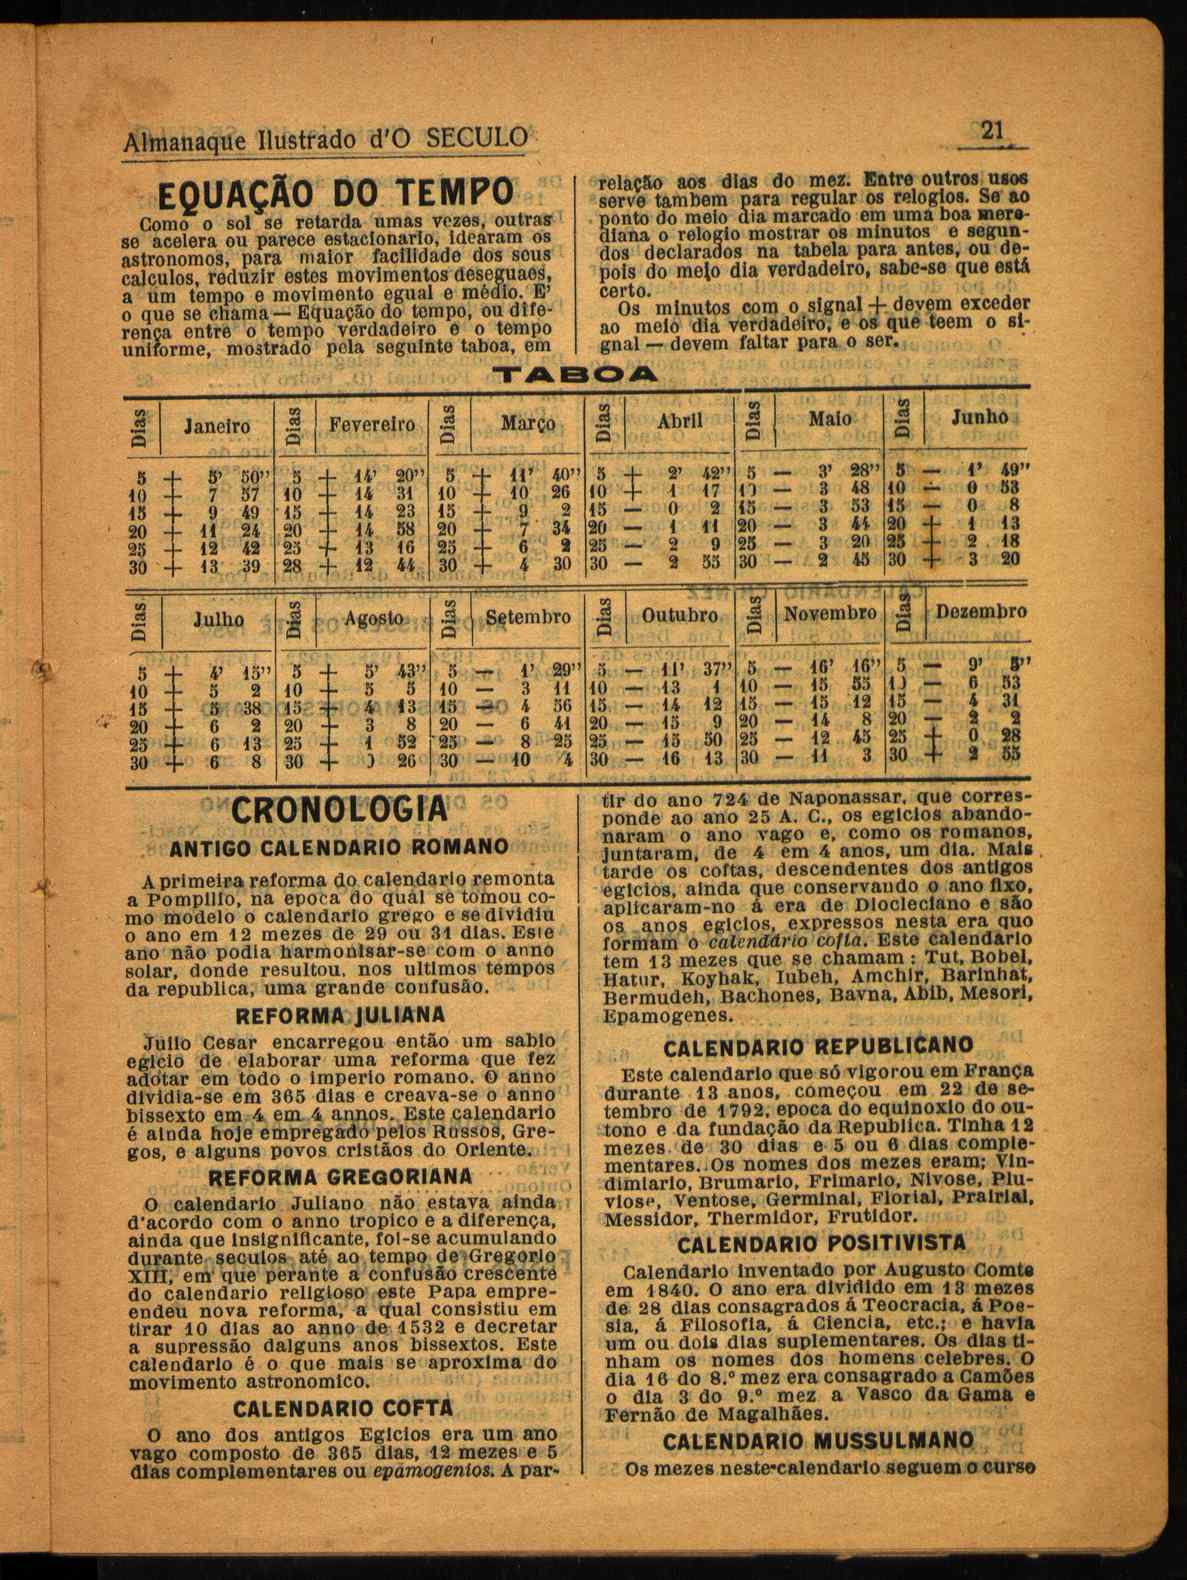 Almanaque Ilustrado d'O SECULO
21
EQUAÇÃO DO TEMPO
Como o sol se retarda umas vezes, outras
se acelera ou parece estacionario, idearam os
astronomos, para maior facilidade dos seus
calculos, reduzir estes movimentos deseguaes,
a um tempo e movimento egual e médio. E'
o que se chama — Equação do tempo, ou dife-
rença entre o tempo verdadeiro e o tempo
uniforme, mostrado pela seguinte taboa, em
relação aos dias do mez. Entre outros usos
serve tambem para regular os relogios. Se ao
ponto do meio dia marcado em uma boa mere-
diana o relogio mostrar os minutos e segun-
dos declarados na tabela para antes, ou de-
pois do meio dia verdadeiro, sabe-se que está
certo.
Os minutos com o signal + devem exceder
ao meio dia verdadeiro, e os que teem o si-
gnal — devem faltar para o ser.
TABOA
Dias Janeiro Dias Fevereiro Dias Março Dias Abril Dias Maio Dias Junho
5 + 5' 50'' 5 + 14' 20'' 5 + 11' 40'' 5 + 2' 42'' 5 — 3' 28'' 5 — 1' 49''
10 + 7 57 10 + 14 31 10 + 10 26 10 + 1 17 10 — 3 48 10 — 0 53
15 + 9 49 15 + 14 23 15 + 9 2 15 — 0 2 15 — 3 53 15 — 0 8
20 + 11 24 20 + 14 58 20 + 7 34 20 — 1 11 20 — 3 44 20 + 1 13
25 + 12 42 25 + 13 16 25 + 6 2 25 — 2 9 25 — 3 20 25 + 2 18
30 + 13 39 28 + 12 44 30 + 4 30 30 — 2 55 30 — 2 45 30 + 3 20
Dias Julho Dias Agosto Dias Setembro Dias Outubro Dias Novembro Dias Dezembro
5 + 4' 15'' 5 + 5' 43'' 5 — 1' 29'' 5 — 11' 37'' 5 — 16' 16'' 5 — 9' 5''
10 + 5 2 10 + 5 5 10 — 3 11 10 — 13 1 10 — 15 55 10 — 6 53
15 + 5 38 15 + 4 13 15 — 4 56 15 — 14 12 15 — 15 12 15 — 4 31
20 + 6 2 20 + 3 8 20 — 6 41 20 — 15 9 20 — 14 8 20 — 2 2
25 + 6 13 25 + 1 52 25 — 8 25 25 — 15 50 25 — 12 45 25 + 0 28
30 + 6 8 30 + 0 26 30 — 10 4 30 — 16 13 30 — 11 3 30 + 2 55
CRONOLOGIA
ANTIGO CALENDARIO ROMANO
A primeira reforma do calendario remonta
a Pompilio, na epoca do qual se tomou co-
mo modelo o calendario grego e se dividiu
o ano em 12 mezes de 29 ou 31 dias. Este
ano não podia harmonisar-se com o anno
solar, donde resultou, nos ultimos tempos
da republica, uma grande confusão.
REFORMA JULIANA
Julio Cesar encarregou então um sabio
egicio de elaborar uma reforma que fez
adotar em todo o imperio romano. O anno
dividia-se em 365 dias e creava-se o anno
bissexto em 4 em 4 annos. Este calendario
é ainda hoje empregado pelos Russos, Gre-
gos, e alguns povos cristãos do Oriente.
REFORMA GREGORIANA
O calendario Juliano não estava ainda
d'acordo com o anno tropico e a diferença,
ainda que insignificante, foi-se acumulando
durante seculos até ao tempo de Gregorio
XIII, em que perante a confusão crescente
do calendario religioso este Papa empre-
endeu nova reforma, a qual consistiu em
tirar 10 dias ao anno de 1532 e decretar
a supressão dalguns anos bissextos. Este
calendario é o que mais se aproxima do
movimento astronomico.
CALENDARIO COFTA
O ano dos antigos Egicios era um ano
vago composto de 365 dias, 12 mezes e 5
dias complementares ou epâmogenios. A par-
tir do ano 724 de Naponassar, que corres-
ponde ao ano 25 A. C., os egicios abando-
naram o ano vago e, como os romanos,
juntaram, de 4 em 4 anos, um dia. Mais
tarde os coftas, descendentes dos antigos
egicios, ainda que conservando o ano fixo,
aplicaram-no á era de Diocleciano e são
os anos egicios, expressos nesta era quo
formam o calendário cofta. Este calendario
tem 13 mezes que se chamam : Tut, Bobel,
Hatur, Koyhak, Iubeh, Amchir, Barinhat,
Bermudeh, Bachones, Bavna, Abib, Mesori,
Epamogenes.
CALENDARIO REPUBLICANO
Este calendario que só vigorou em França
durante 13 anos, começou em 22 de se-
tembro de 1792, epoca do equinoxio do ou-
tono e da fundação da Republica. Tinha 12
mezes de 30 dias e 5 ou 6 dias comple-
mentares. Os nomes dos mezes eram; Vin-
dimiario, Brumario, Frimario, Nivose, Plu-
viose, Ventose, Germinal, Florial, Prairial,
Messidor, Thermidor, Frutidor.
CALENDARIO POSITIVISTA
Calendario inventado por Augusto Comte
em 1840. O ano era dividido em 13 mezes
de 28 dias consagrados á Teocracia, á Poe-
sia, á Filosofia, á Ciencia, etc.; e havia
um ou dois dias suplementares. Os dias ti-
nham os nomes dos homens celebres. O
dia 16 do 8.º mez era consagrado a Camões
o dia 3 do 9.º mez a Vasco da Gama e
Fernão de Magalhães.
CALENDARIO MUSSULMANO
Os mezes neste calendario seguem o curso